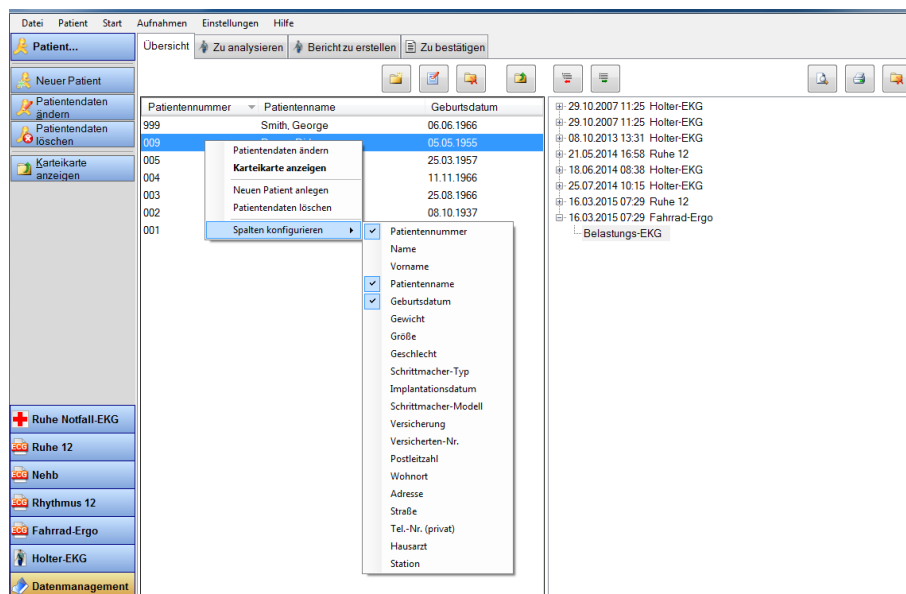 Datei Patient Start Aufnahmen Einstellungen Hilfe
Patient...
Übersicht Zu analysieren Bericht zu erstellen Zu bestätigen
Neuer Patient
Patientendaten
ändern
Patientendaten
löschen
Karteikarte
anzeigen
Patientennummer Patientenname Geburtsdatum
999 Smith, George 06.06.1966
009 05.05.1955
005 25.03.1957
004 11.11.1966
003 25.08.1966
002 08.10.1937
001
Patientendaten ändern
Karteikarte anzeigen
Neuen Patient anlegen
Patientendaten löschen
Spalten konfigurieren
Patientennummer
Name
Vorname
Patientenname
Geburtsdatum
Gewicht
Größe
Geschlecht
Schrittmacher-Typ
Implantationsdatum
Schrittmacher-Modell
Versicherung
Versicherten-Nr.
Postleitzahl
Wohnort
Adresse
Straße
Tel.-Nr. (privat)
Hausarzt
Station
29.10.2007 11:25 Holter-EKG
29.10.2007 11:25 Holter-EKG
08.10.2013 13:31 Holter-EKG
21.05.2014 16:58 Ruhe 12
18.06.2014 08:38 Holter-EKG
25.07.2014 10:15 Holter-EKG
16.03.2015 07:29 Ruhe 12
16.03.2015 07:29 Fahrrad-Ergo
Belastungs-EKG
Ruhe Notfall-EKG
ECG Ruhe 12
ECG Nehb
ECG Rhythmus 12
ECG Fahrrad-Ergo
Holter-EKG
Datenmanagement